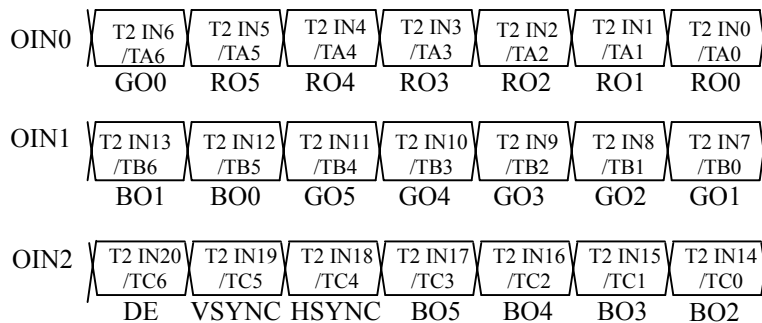 OIN0 T2 IN6 T2 IN5 T2 IN4 T2 IN3 T2 IN2 T2 IN1 T2 IN0
/TA6 /TA5 /TA4 /TA3 /TA2 /TA1 /TA0
GO0 RO5 RO4 RO3 RO2 RO1 RO0
OIN1 T2 IN13 T2 IN12 T2 IN11 T2 IN10 T2 IN9 T2 IN8 T2 IN7
/TB6 /TB5 /TB4 /TB3 /TB2 /TB1 /TB0
BO1 BO0 GO5 GO4 GO3 GO2 GO1
OIN2 T2 IN20 T2 IN19 T2 IN18 T2 IN17 T2 IN16 T2 IN15 T2 IN14
/TC6 /TC5 /TC4 /TC3 /TC2 /TC1 /TC0
DE VSYNC HSYNC BO5 BO4 BO3 BO2